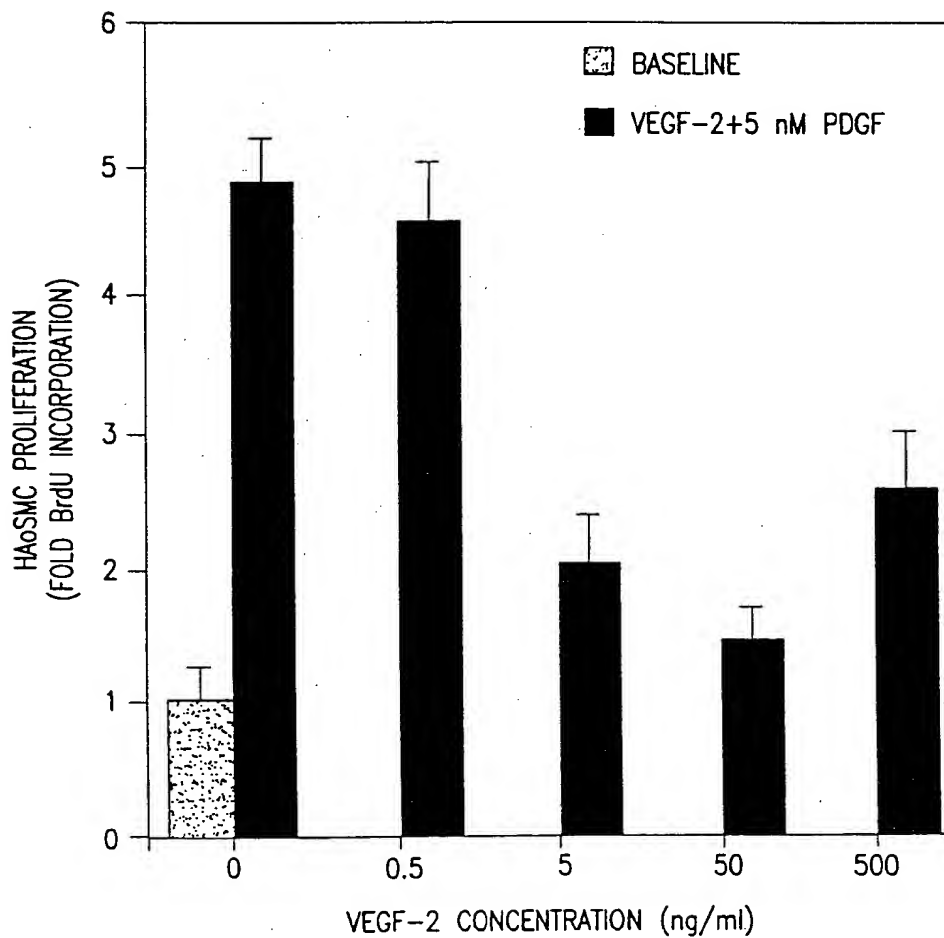 6
5
4
3
2
1
0
HAoSMC PROLIFERATION
(FOLD BrdU INCORPORATION)
BASELINE
VEGF-2+5 nM PDGF
0 0.5 5 50 500
VEGF-2 CONCENTRATION (ng/ml)